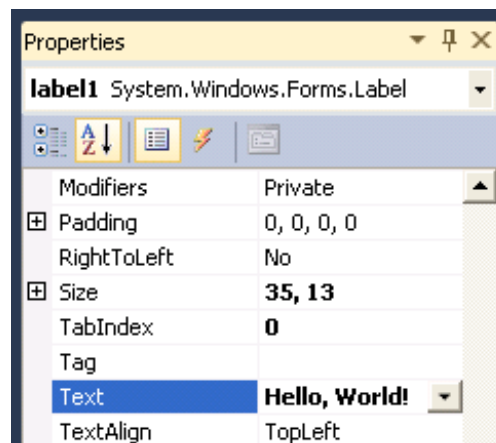 Properties
label1 System.Windows.Forms.Label
A
Z
Modifiers Private
Padding 0, 0, 0, 0
RightToLeft No
Size 35, 13
TabIndex 0
Tag
Text Hello, World!
TextAlign TopLeft